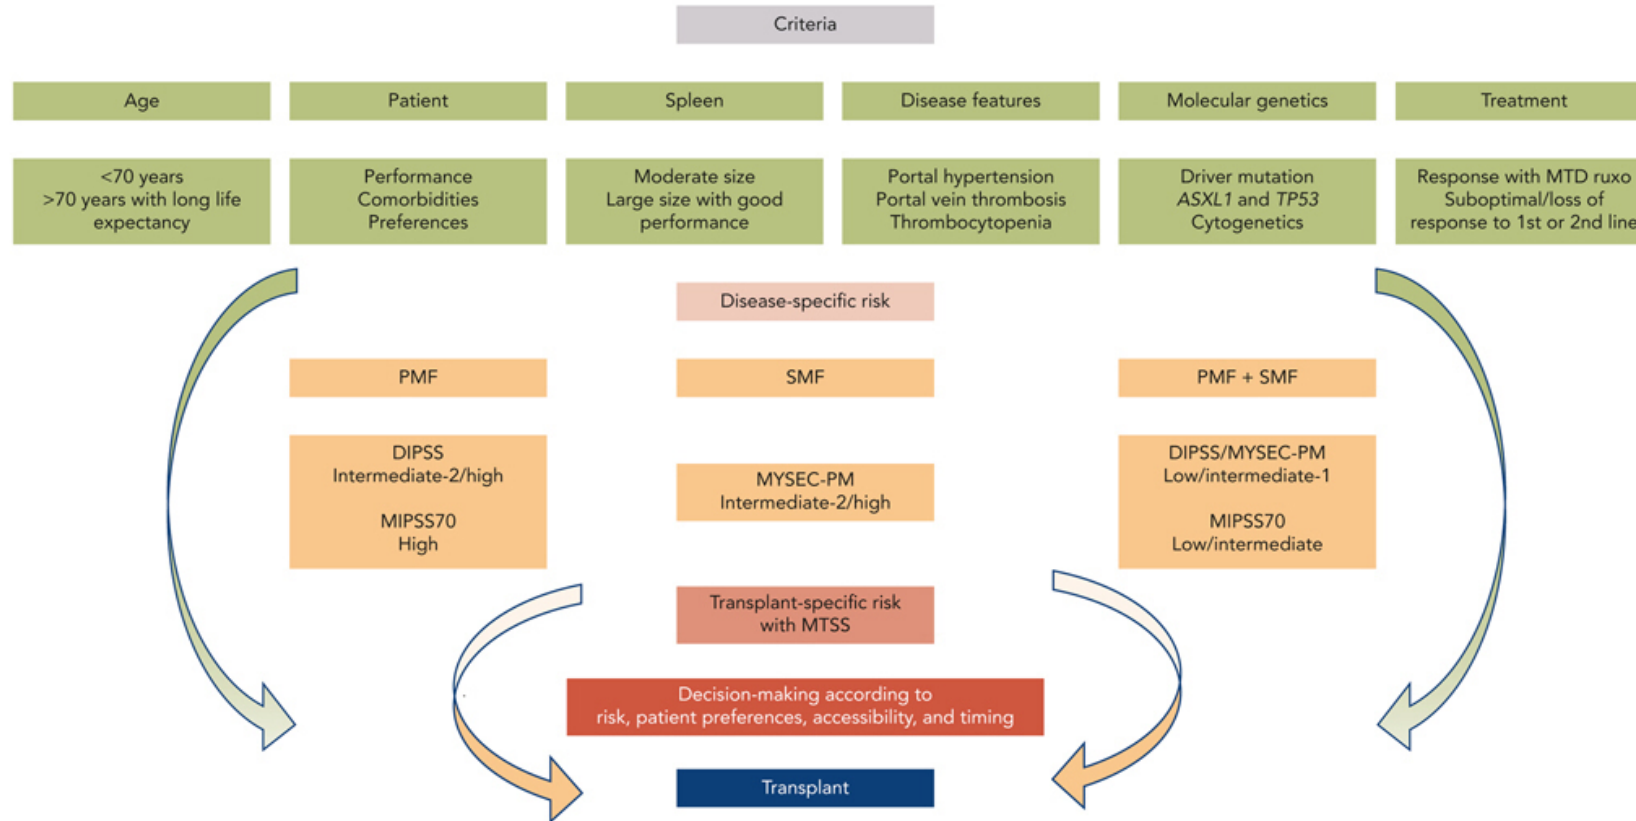 Criteria
Age
Patient
Spleen
Disease features
Molecular genetics
Treatment
<70 years
>70 years with long life
expectancy
Performance
Comorbidities
Preferences
Moderate size
Large size with good
performance
Portal hypertension
Portal vein thrombosis
Thrombocytopenia
Driver mutation
ASXL1 and TP53
Cytogenetics
Response with MTD ruxo
Suboptimal/loss of
response to 1st or 2nd line
Disease-specific risk
PMF
SMF
PMF + SMF
DIPSS
Intermediate-2/high
MIPSS70
High
MYSEC-PM
Intermediate-2/high
DIPSS/MYSEC-PM
Low/intermediate-1
MIPSS70
Low/intermediate
Transplant-specific risk
with MTSS
Decision-making according to
risk, patient preferences, accessibility, and timing
Transplant